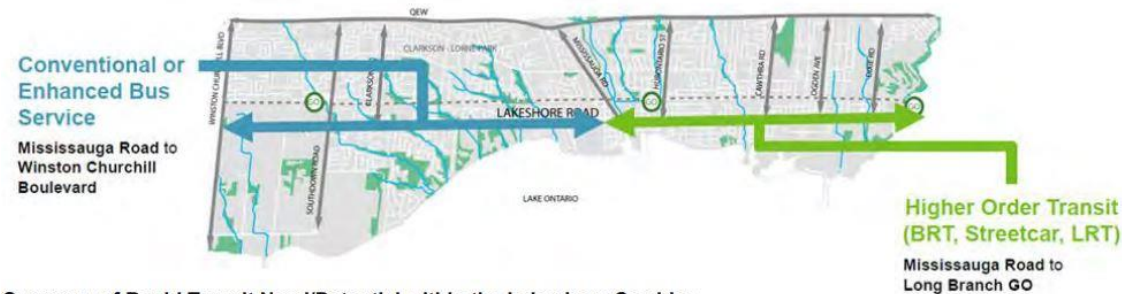 QEW
Conventional or
Enhanced Bus
Service
Mississauga Road to
Winston Churchill
Boulevard
WINSTON CHURCHILL BLVD
CLARKSON - LORNE PARK
CLARKSON
SOUTHDOWN ROAD
GO
MISSISSAUGA RD
GO
HURONTARIO ST
CAWTHRA RD
OGDEN AVE
DIXIE RD
GO
LAKESHORE ROAD
LAKE ONTARIO
Higher Order Transit
(BRT, Streetcar, LRT)
Mississauga Road to
Long Branch GO